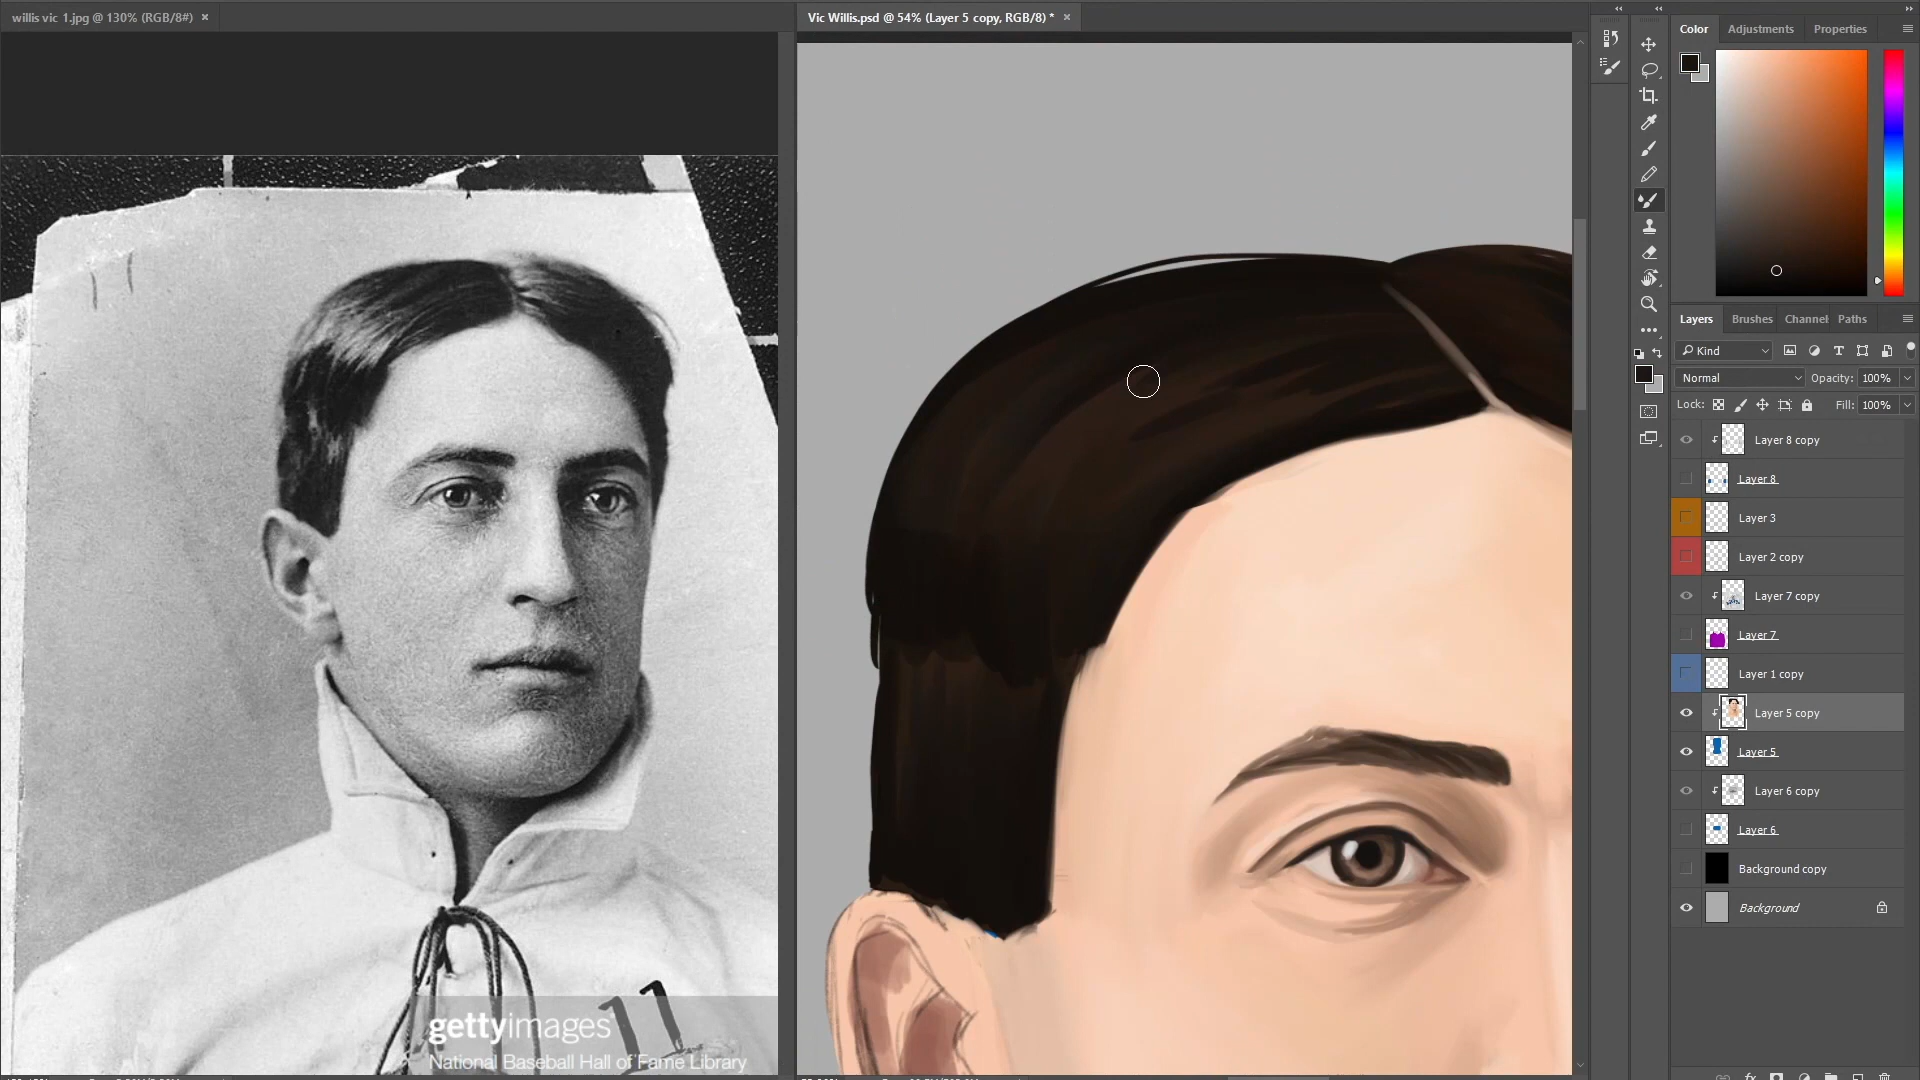 willis vic 1.jpg @ 130% (RGB/8#) ×
Vic Willis.psd @ 54% (Layer 5 copy, RGB/8) * ×
Color Adjustments Properties
Layers Brushes Channel Paths
Kind
Normal Opacity: 100%
Lock: Fill: 100%
Layer 8 copy
Layer 8
Layer 3
Layer 2 copy
Layer 7 copy
Layer 7
Layer 1 copy
Layer 5 copy
Layer 5
Layer 6 copy
Layer 6
Background copy
Background
11
gettyimages
National Baseball Hall of Fame Library